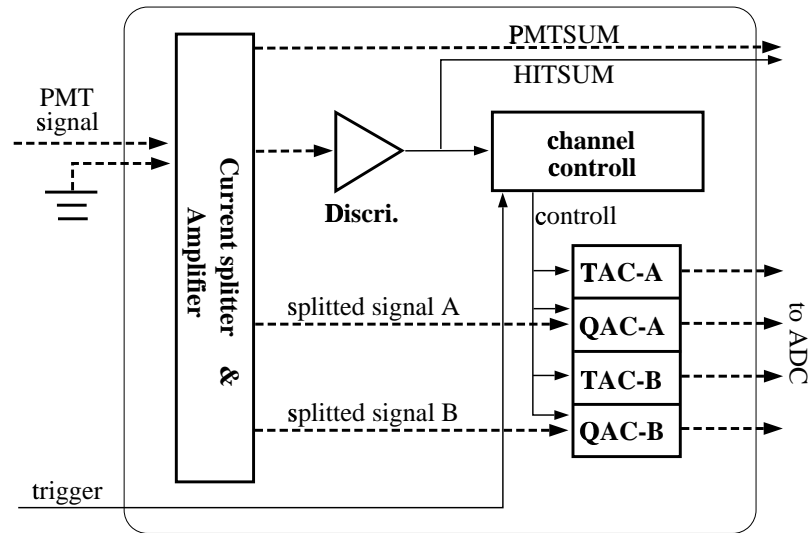 PMTSUM
HITSUM
PMT
signal
Current splitter &
Amplifier
Discri.
channel
controll
controll
TAC-A
splitted signal A
QAC-A
to ADC
TAC-B
splitted signal B
QAC-B
trigger